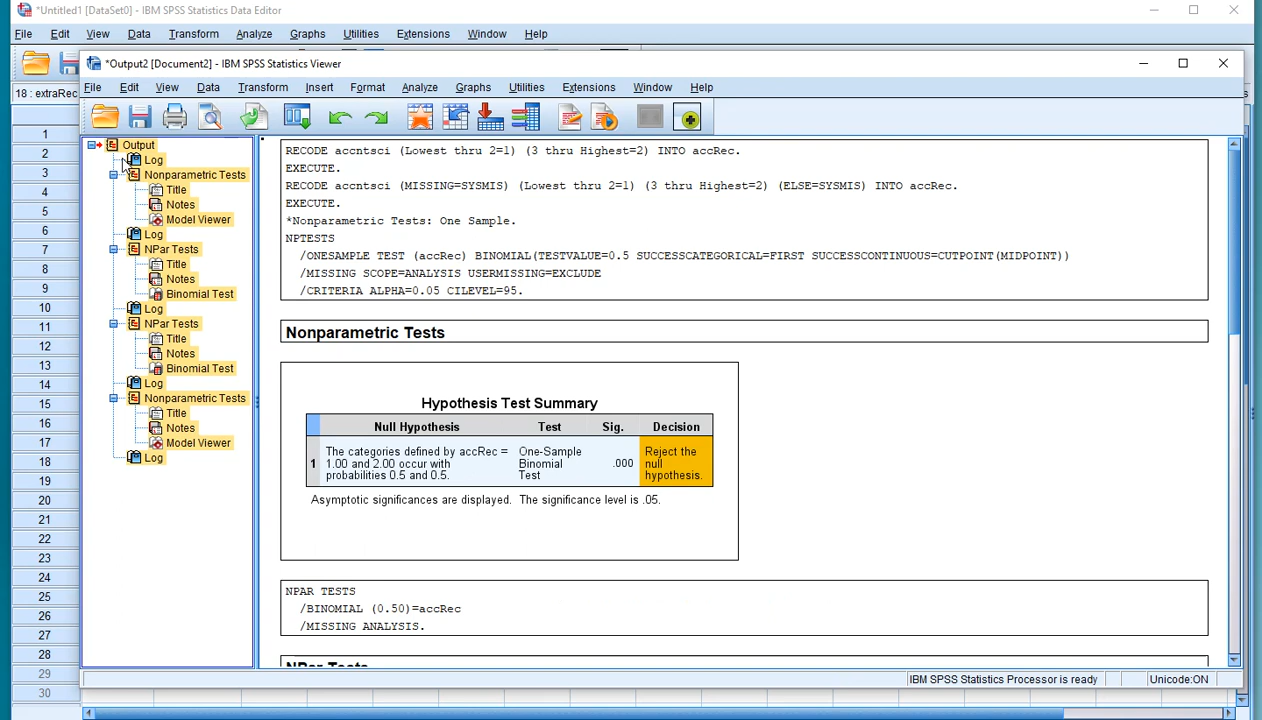 *Untitled1 [DataSet0] - IBM SPSS Statistics Data Editor
File Edit View Data Transform Analyze Graphs Utilities Extensions Window Help
*Output2 [Document2] - IBM SPSS Statistics Viewer
18 : extraRec
File Edit View Data Transform Insert Format Analyze Graphs Utilities Extensions Window Help
1
2
3
4
5
6
7
8
9
10
11
12
13
14
15
16
17
18
19
20
21
22
23
24
25
26
27
28
29
30
Output
Log
Nonparametric Tests
Title
Notes
Model Viewer
Log
NPar Tests
Title
Notes
Binomial Test
Log
NPar Tests
Title
Notes
Binomial Test
Log
Nonparametric Tests
Title
Notes
Model Viewer
Log
RECODE accntsci (Lowest thru 2=1) (3 thru Highest=2) INTO accRec.
EXECUTE.
RECODE accntsci (MISSING=SYSMIS) (Lowest thru 2=1) (3 thru Highest=2) (ELSE=SYSMIS) INTO accRec.
EXECUTE.
*Nonparametric Tests: One Sample.
NPTESTS
/ONESAMPLE TEST (accRec) BINOMIAL(TESTVALUE=0.5 SUCCESSCATEGORICAL=FIRST SUCCESSCONTINUOUS=CUTPOINT(MIDPOINT))
/MISSING SCOPE=ANALYSIS USERMISSING=EXCLUDE
/CRITERIA ALPHA=0.05 CILEVEL=95.
Nonparametric Tests
Hypothesis Test Summary
Null Hypothesis Test Sig. Decision
1
The categories defined by accRec =
1.00 and 2.00 occur with
probabilities 0.5 and 0.5.
One-Sample
Binomial
Test
.000
Reject the
null
hypothesis.
Asymptotic significances are displayed. The significance level is .05.
NPAR TESTS
/BINOMIAL (0.50)=accRec
/MISSING ANALYSIS.
NPar Tests
IBM SPSS Statistics Processor is ready
Unicode:ON